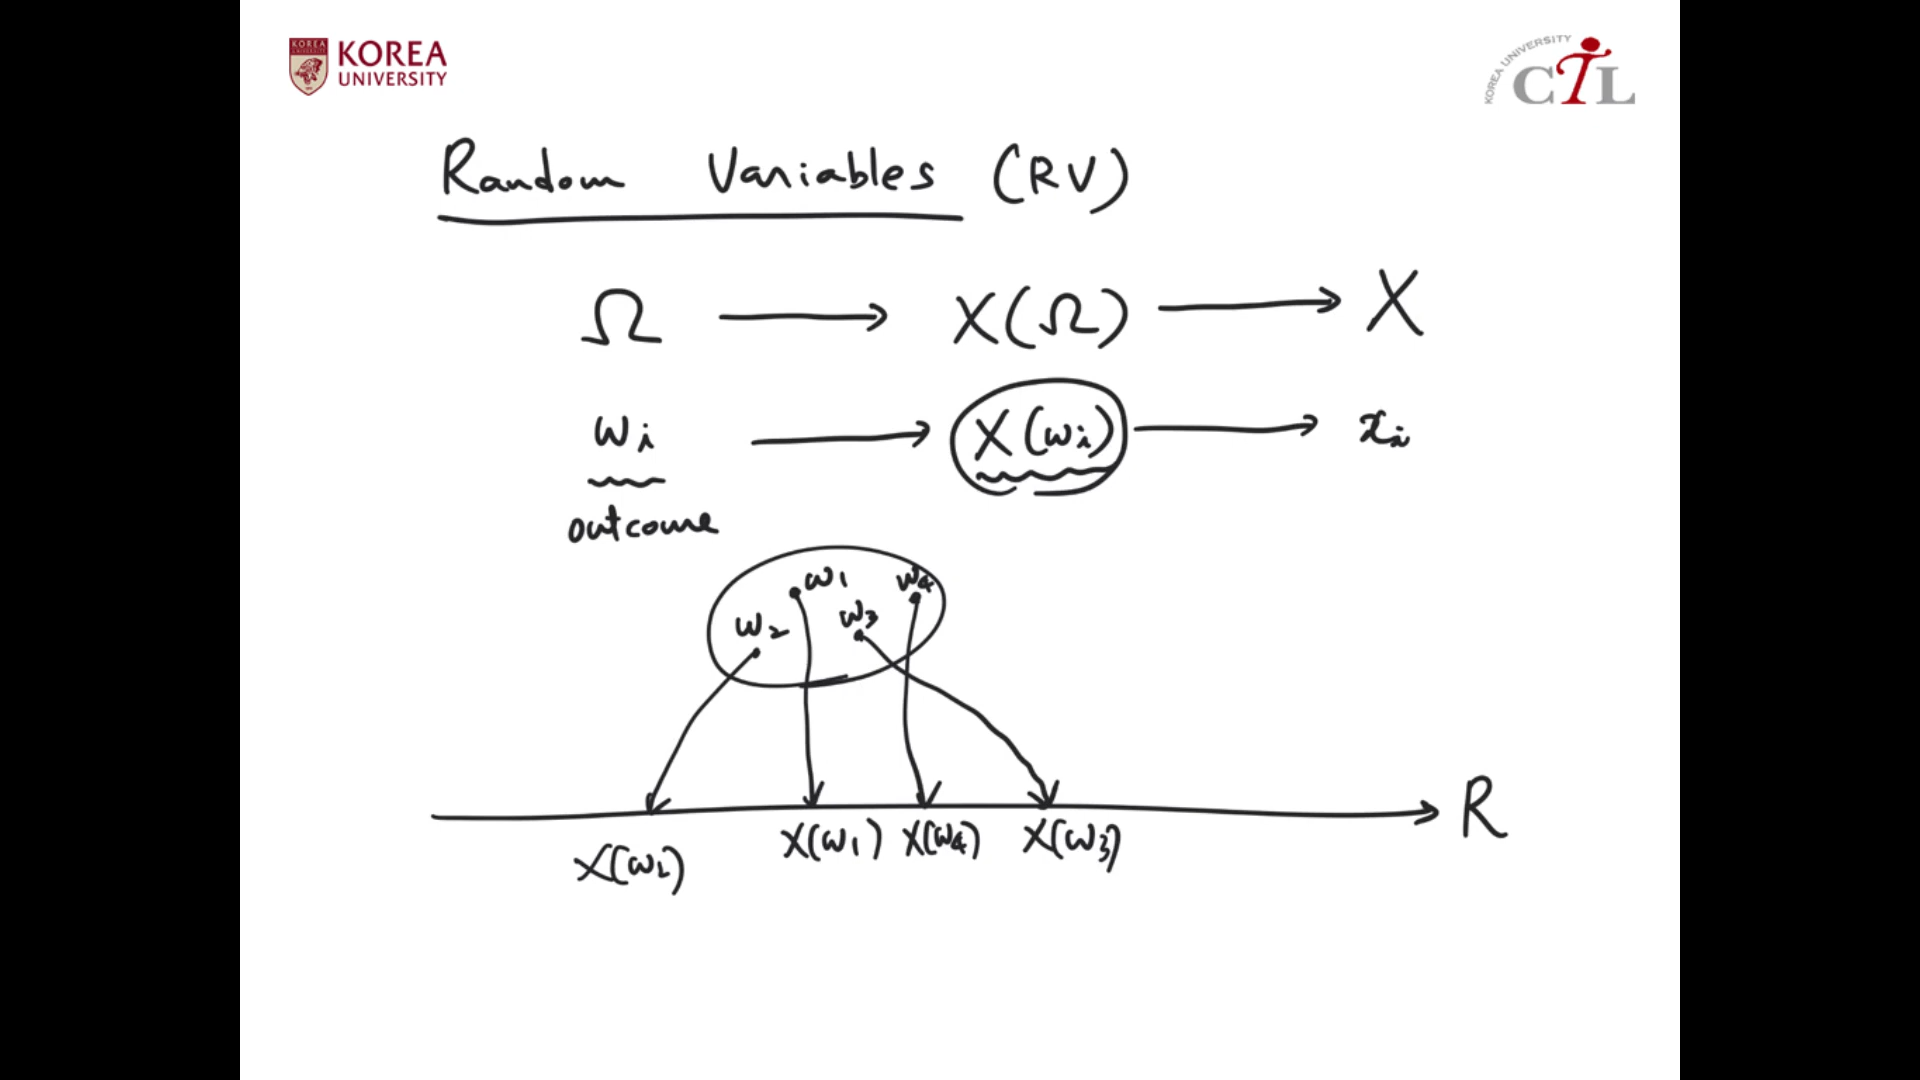 KOREA
UNIVERSITY
KOREA
KOREA UNIVERSITY
CTL
Random Variables (RV)
Ω → X(Ω) → X
ωi → X(ωi) → xi
outcome
ω1 ω4
ω2 ω3
R
X(ω2) X(ω1) X(ω4) X(ω3)